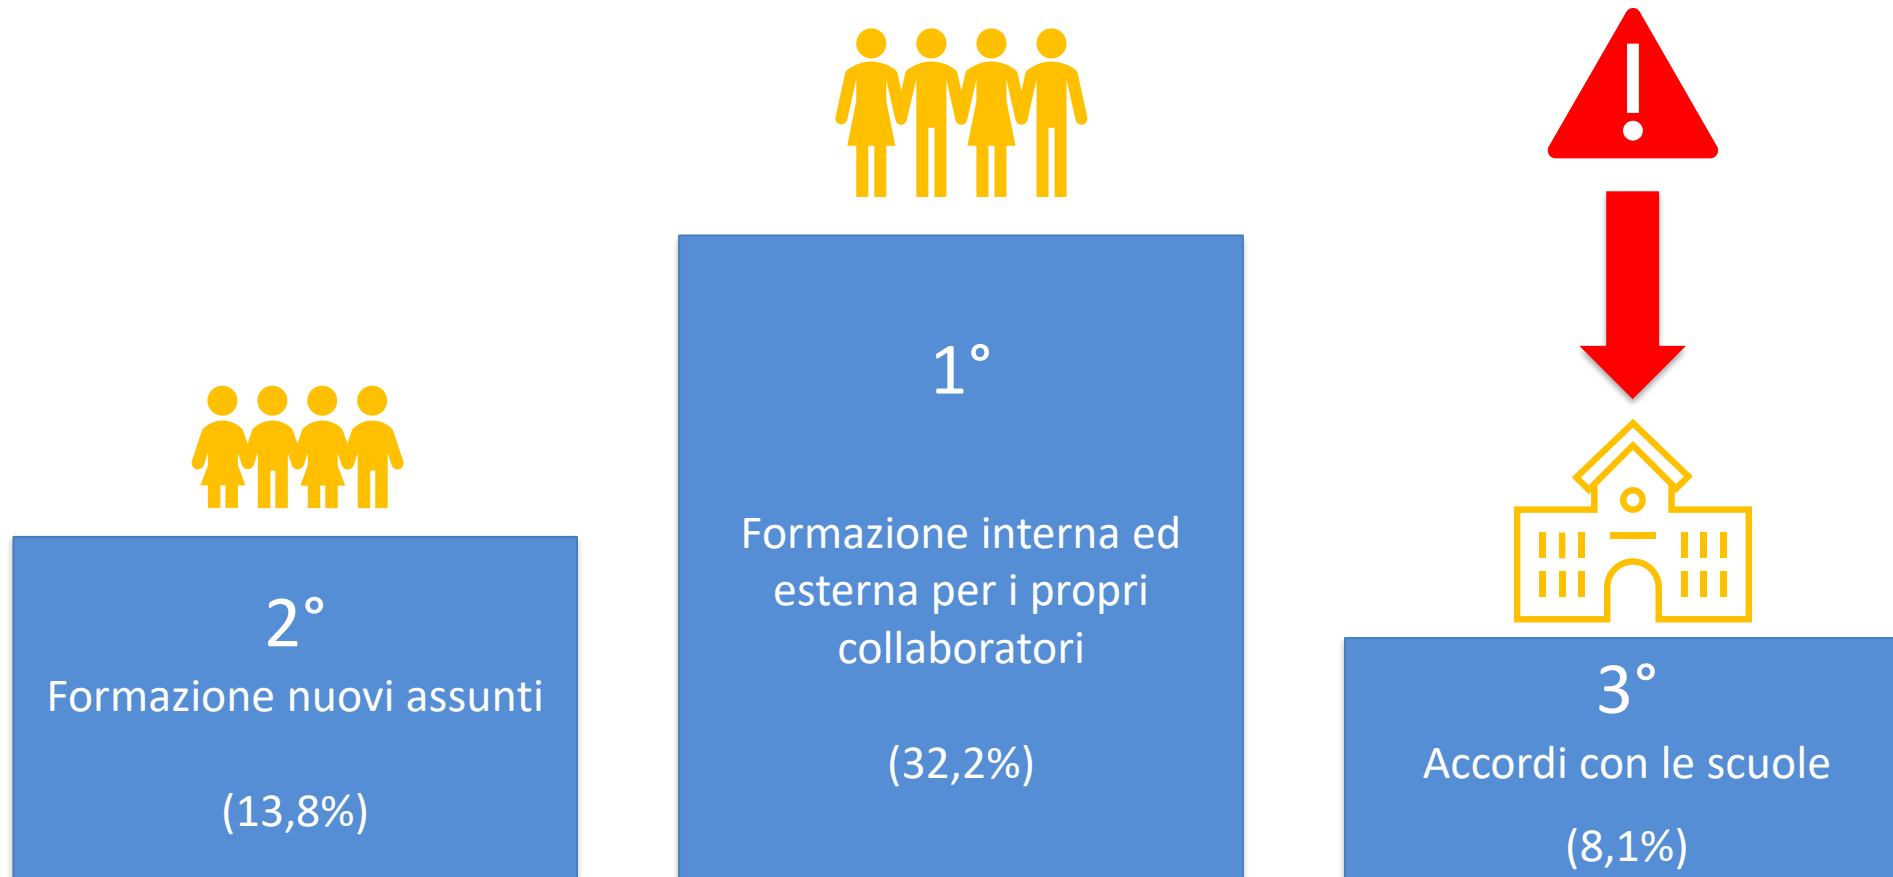 2°
Formazione nuovi assunti
(13,8%)
1°
Formazione interna ed
esterna per i propri
collaboratori
(32,2%)
3°
Accordi con le scuole
(8,1%)